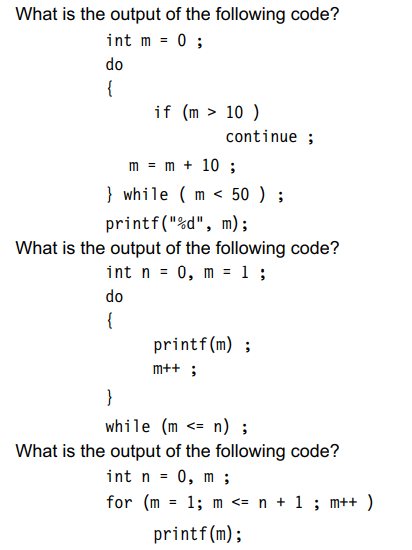 What is the output of the following code?
int m = 0 ;
do
{
if (m > 10 )
continue ;
m = m + 10 ;
} while ( m < 50 ) ;
printf("%d", m);
What is the output of the following code?
int n = 0, m = 1 ;
do
{
printf(m) ;
m++ ;
}
while (m <= n) ;
What is the output of the following code?
int n = 0, m ;
for (m = 1; m <= n + 1 ; m++ )
printf(m);